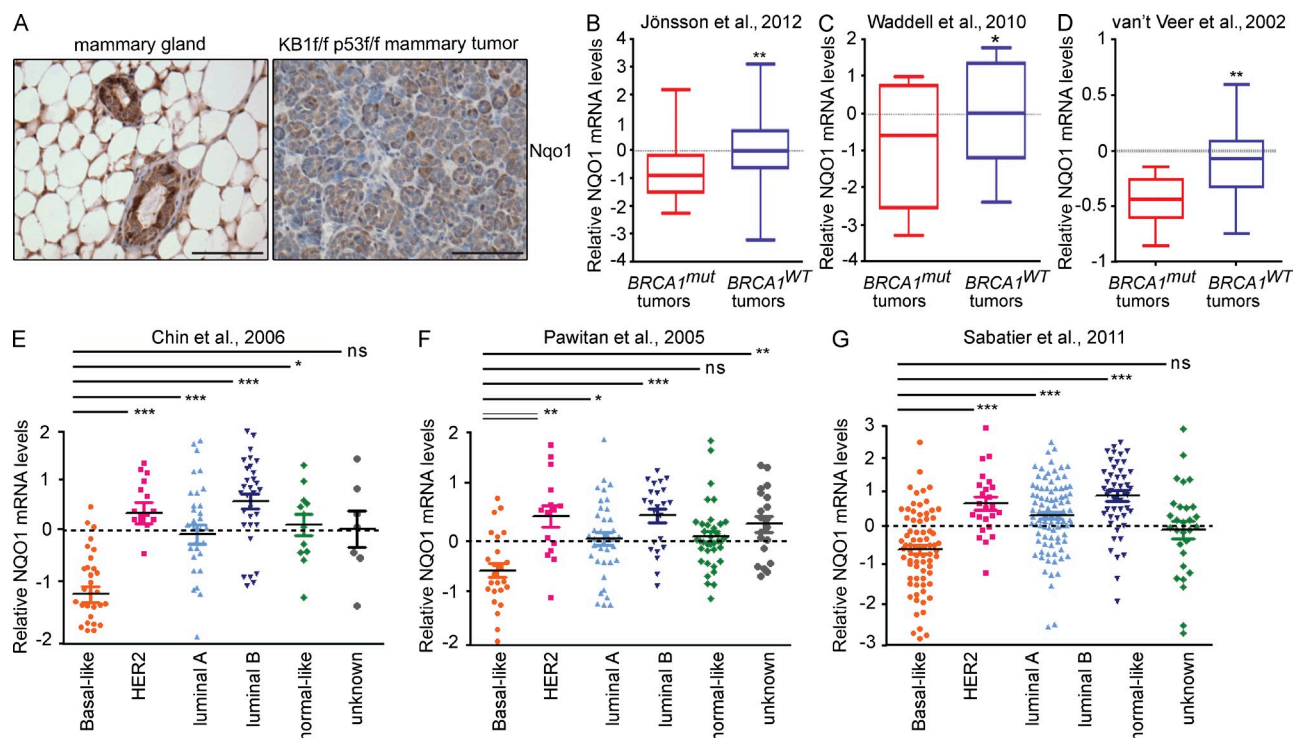 A
mammary gland
KB1f/f p53f/f mammary tumor
Nqo1
B
Jönsson et al., 2012
Relative NQO1 mRNA levels
4
3
2
1
0
-1
-2
-3
-4
**
BRCA1mut tumors
BRCA1WT tumors
C
Waddell et al., 2010
Relative NQO1 mRNA levels
2
1
0
-1
-2
-3
-4
*
BRCA1mut tumors
BRCA1WT tumors
D
van't Veer et al., 2002
Relative NQO1 mRNA levels
1
0.5
0
-0.5
-1
**
BRCA1mut tumors
BRCA1WT tumors
E
Chin et al., 2006
ns
*
***
***
***
Relative NQO1 mRNA levels
2
1
0
-1
-2
Basal-like
HER2
luminal A
luminal B
normal-like
unknown
F
Pawitan et al., 2005
**
ns
***
*
**
Relative NQO1 mRNA levels
2
1
0
-1
2
Basal-like
HER2
luminal A
luminal B
normal-like
unknown
G
Sabatier et al., 2011
ns
***
***
***
Relative NQO1 mRNA levels
3
2
1
0
-1
-2
-3
Basal-like
HER2
luminal A
luminal B
normal-like
unknown